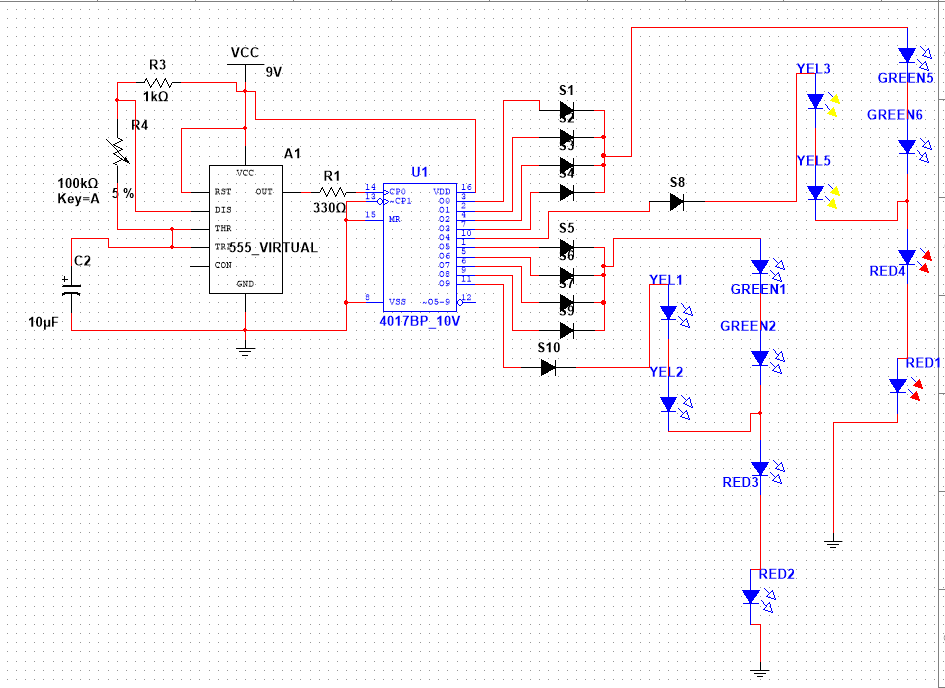 VCC
9V
R3
1kΩ
R4
100kΩ
Key=A
5 %
C2
10µF
A1
VCC
RST
OUT
DIS
THR
TRI
CON
GND
555_VIRTUAL
R1
330Ω
U1
14
13
15
8
CP0
~CP1
MR
VSS
VDD
O0
O1
O2
O3
O4
O5
O6
O7
O8
O9
~O5-9
16
3
2
4
7
10
1
5
6
9
11
12
4017BP_10V
S1
S2
S3
S4
S8
S5
S6
S7
S9
S10
YEL3
YEL5
GREEN5
GREEN6
RED4
RED1
YEL1
YEL2
GREEN1
GREEN2
RED3
RED2